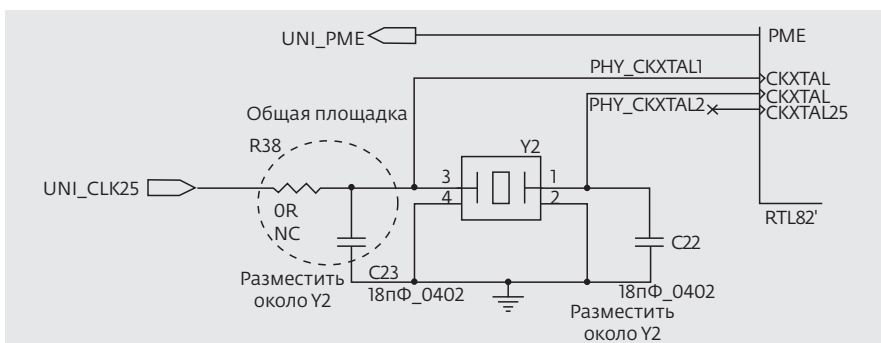 UNI_PME
PME
PHY_CKXTAL1
CKXTAL
CKXTAL
PHY_CKXTAL2
CKXTAL25
Общая площадка
R38
Y2
UNI_CLK25
3
1
4
2
0R
NC
RTL82'
C22
C23
18пФ_0402
18пФ_0402
Разместить
около Y2
Разместить
около Y2